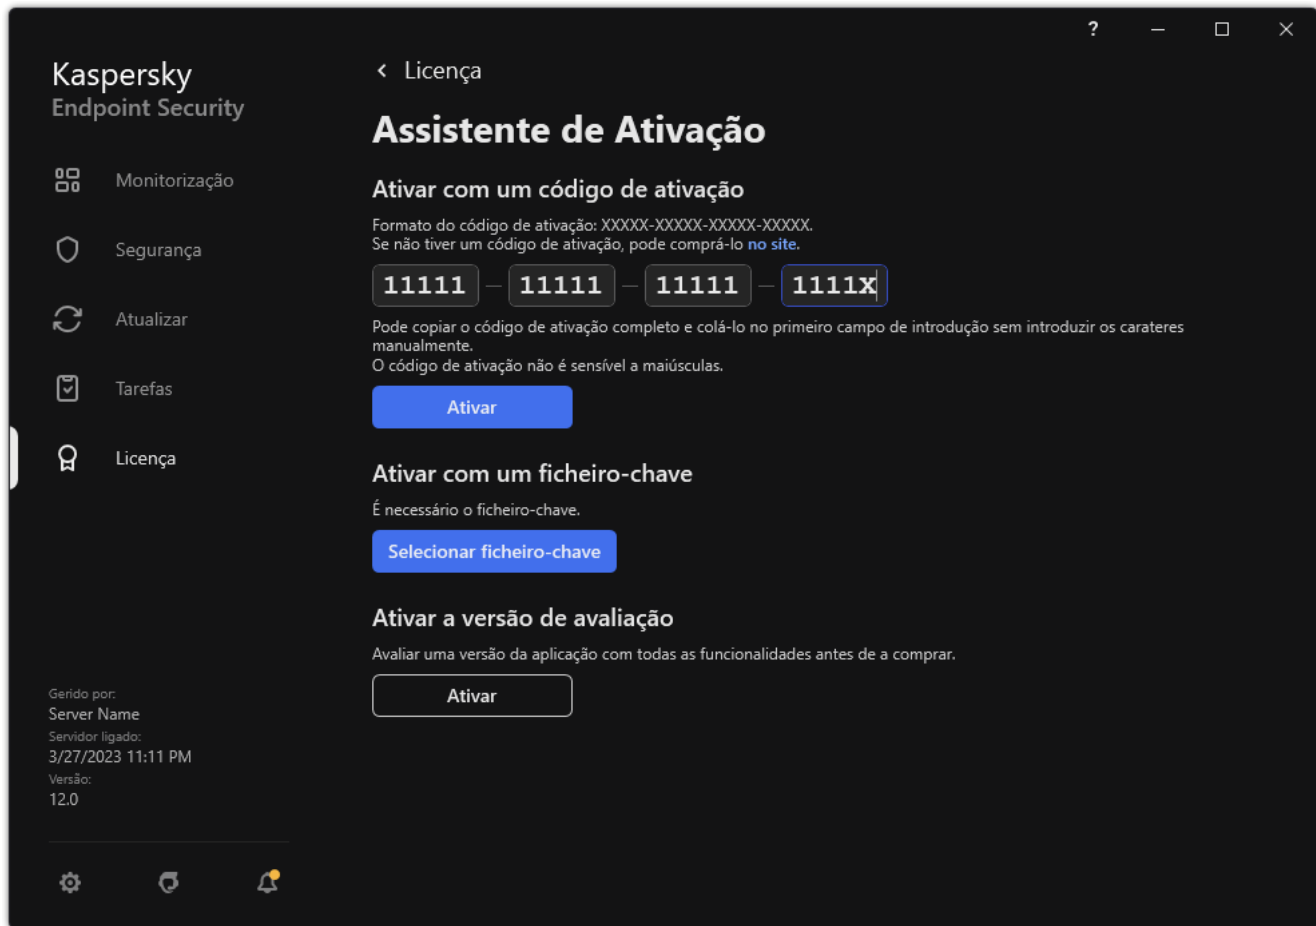 ?
Kaspersky
Endpoint Security
Monitorização
Segurança
Atualizar
Tarefas
Licença
Gerido por:
Server Name
Servidor ligado:
3/27/2023 11:11 PM
Versão:
12.0
Licença
Assistente de Ativação
Ativar com um código de ativação
Formato do código de ativação: XXXXX-XXXXX-XXXXX-XXXXX.
Se não tiver um código de ativação, pode comprá-lo no site.
11111 — 11111 — 11111 — 1111X
Pode copiar o código de ativação completo e colá-lo no primeiro campo de introdução sem introduzir os carateres
manualmente.
O código de ativação não é sensível a maiúsculas.
Ativar
Ativar com um ficheiro-chave
É necessário o ficheiro-chave.
Selecionar ficheiro-chave
Ativar a versão de avaliação
Avaliar uma versão da aplicação com todas as funcionalidades antes de a comprar.
Ativar